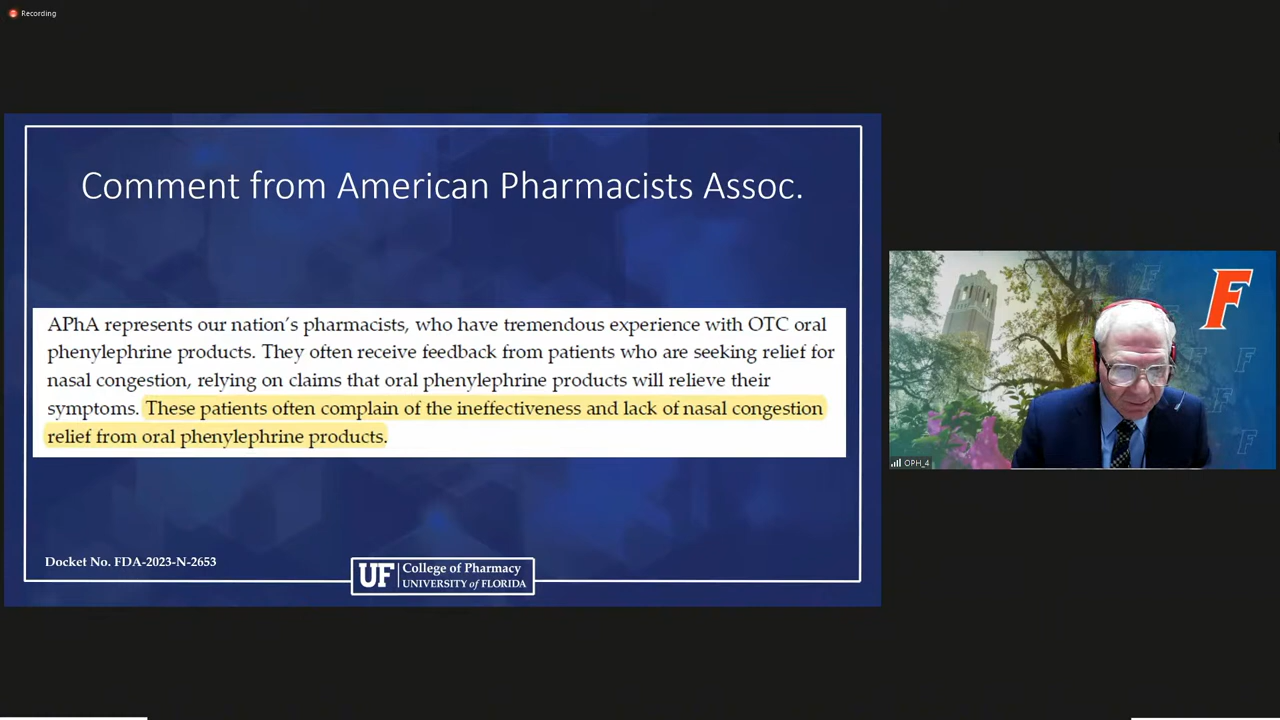 Recording
Comment from American Pharmacists Assoc.
APhA represents our nation's pharmacists, who have tremendous experience with OTC oral
phenylephrine products. They often receive feedback from patients who are seeking relief for
nasal congestion, relying on claims that oral phenylephrine products will relieve their
symptoms. These patients often complain of the ineffectiveness and lack of nasal congestion
relief from oral phenylephrine products.
Docket No. FDA-2023-N-2653
UF
College of Pharmacy
UNIVERSITY of FLORIDA
F
OPH_4